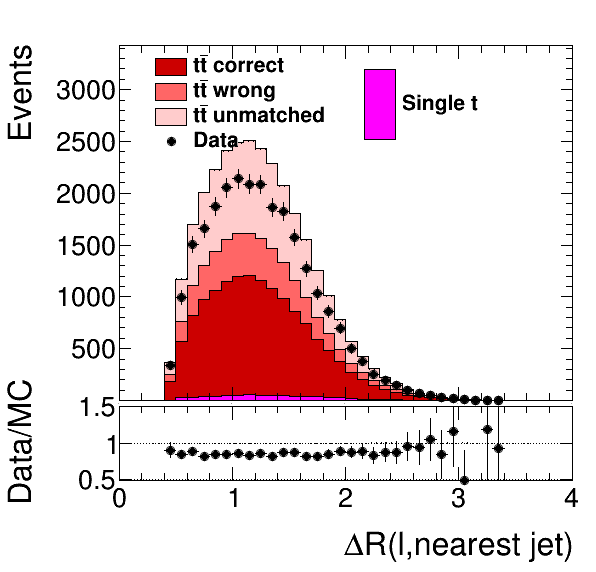 tt̄ correct
tt̄ wrong
tt̄ unmatched
Data
Single t
Events
3000
2500
2000
1500
1000
500
Data/MC
1.5
1
0.5
0 1 2 3 4
ΔR(l,nearest jet)